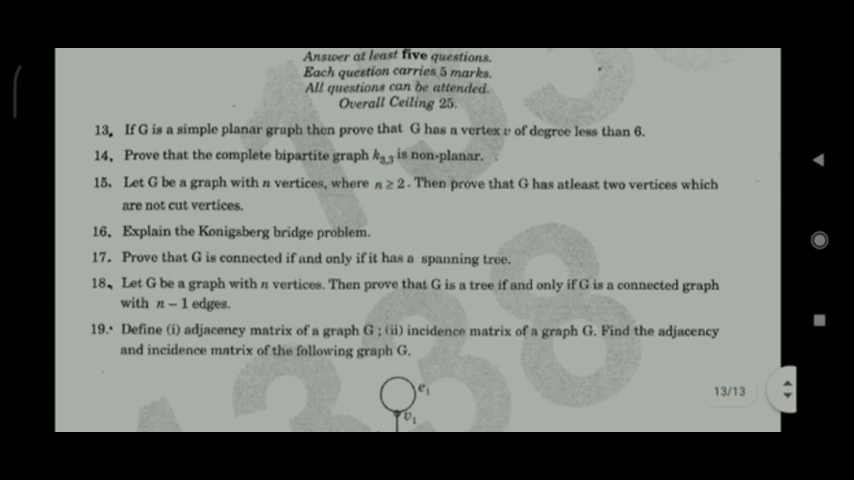 Answer at least five questions.
Each question carries 5 marks.
All questions can be attended.
Overall Ceiling 25.
13. If G is a simple planar graph then prove that G has a vertex v of degree less than 6.
14. Prove that the complete bipartite graph k3,3 is non-planar.
15. Let G be a graph with n vertices, where n ≥ 2. Then prove that G has atleast two vertices which
are not cut vertices.
16. Explain the Konigsberg bridge problem.
17. Prove that G is connected if and only if it has a spanning tree.
18. Let G be a graph with n vertices. Then prove that G is a tree if and only if G is a connected graph
with n – 1 edges.
19. Define (i) adjacency matrix of a graph G ; (ii) incidence matrix of a graph G. Find the adjacency
and incidence matrix of the following graph G.
e1
13/13
v1